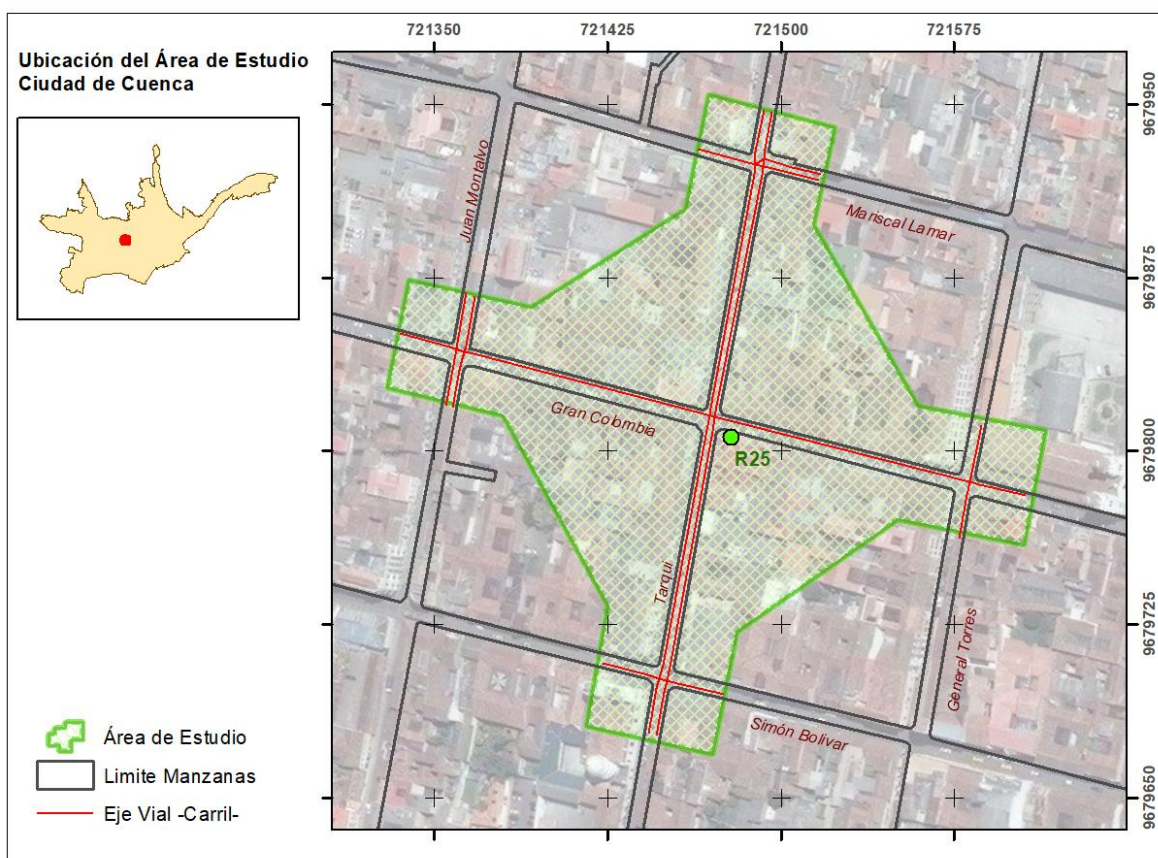 Ubicación del Área de Estudio
Ciudad de Cuenca
721350
721425
721500
721575
9679950
9679875
9679800
9679725
9679650
Juan Montalvo
Mariscal Lamar
Gran Colombia
R25
Tarqui
General Torres
Simón Bolivar
Área de Estudio
Limite Manzanas
Eje Vial -Carril-